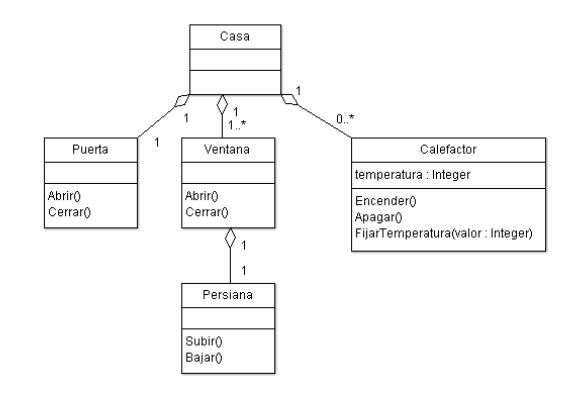 Casa
1
1
1
1
1..*
0..*
Puerta
Abrir()
Cerrar()
Ventana
Abrir()
Cerrar()
Calefactor
temperatura : Integer
Encender()
Apagar()
FijarTemperatura(valor : Integer)
1
1
Persiana
Subir()
Bajar()